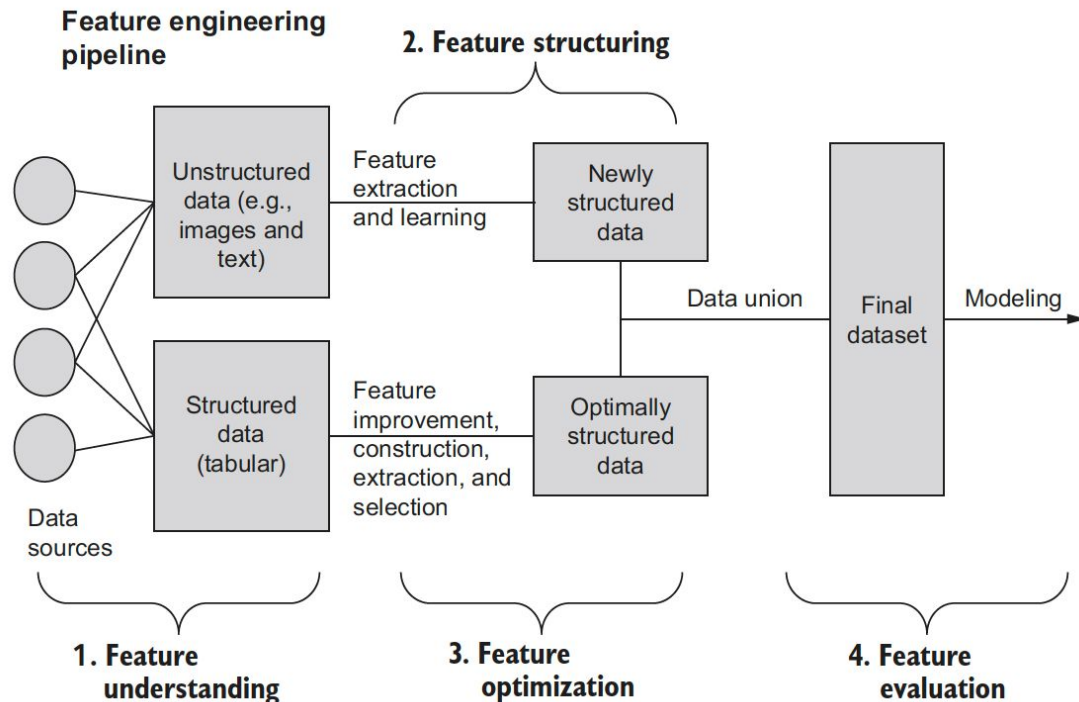 Feature engineering
pipeline
2. Feature structuring
Unstructured
data (e.g.,
images and
text)
Feature
extraction
and learning
Newly
structured
data
Data union
Final
dataset
Modeling
Structured
data
(tabular)
Feature
improvement,
construction,
extraction, and
selection
Optimally
structured
data
Data
sources
1. Feature
understanding
3. Feature
optimization
4. Feature
evaluation